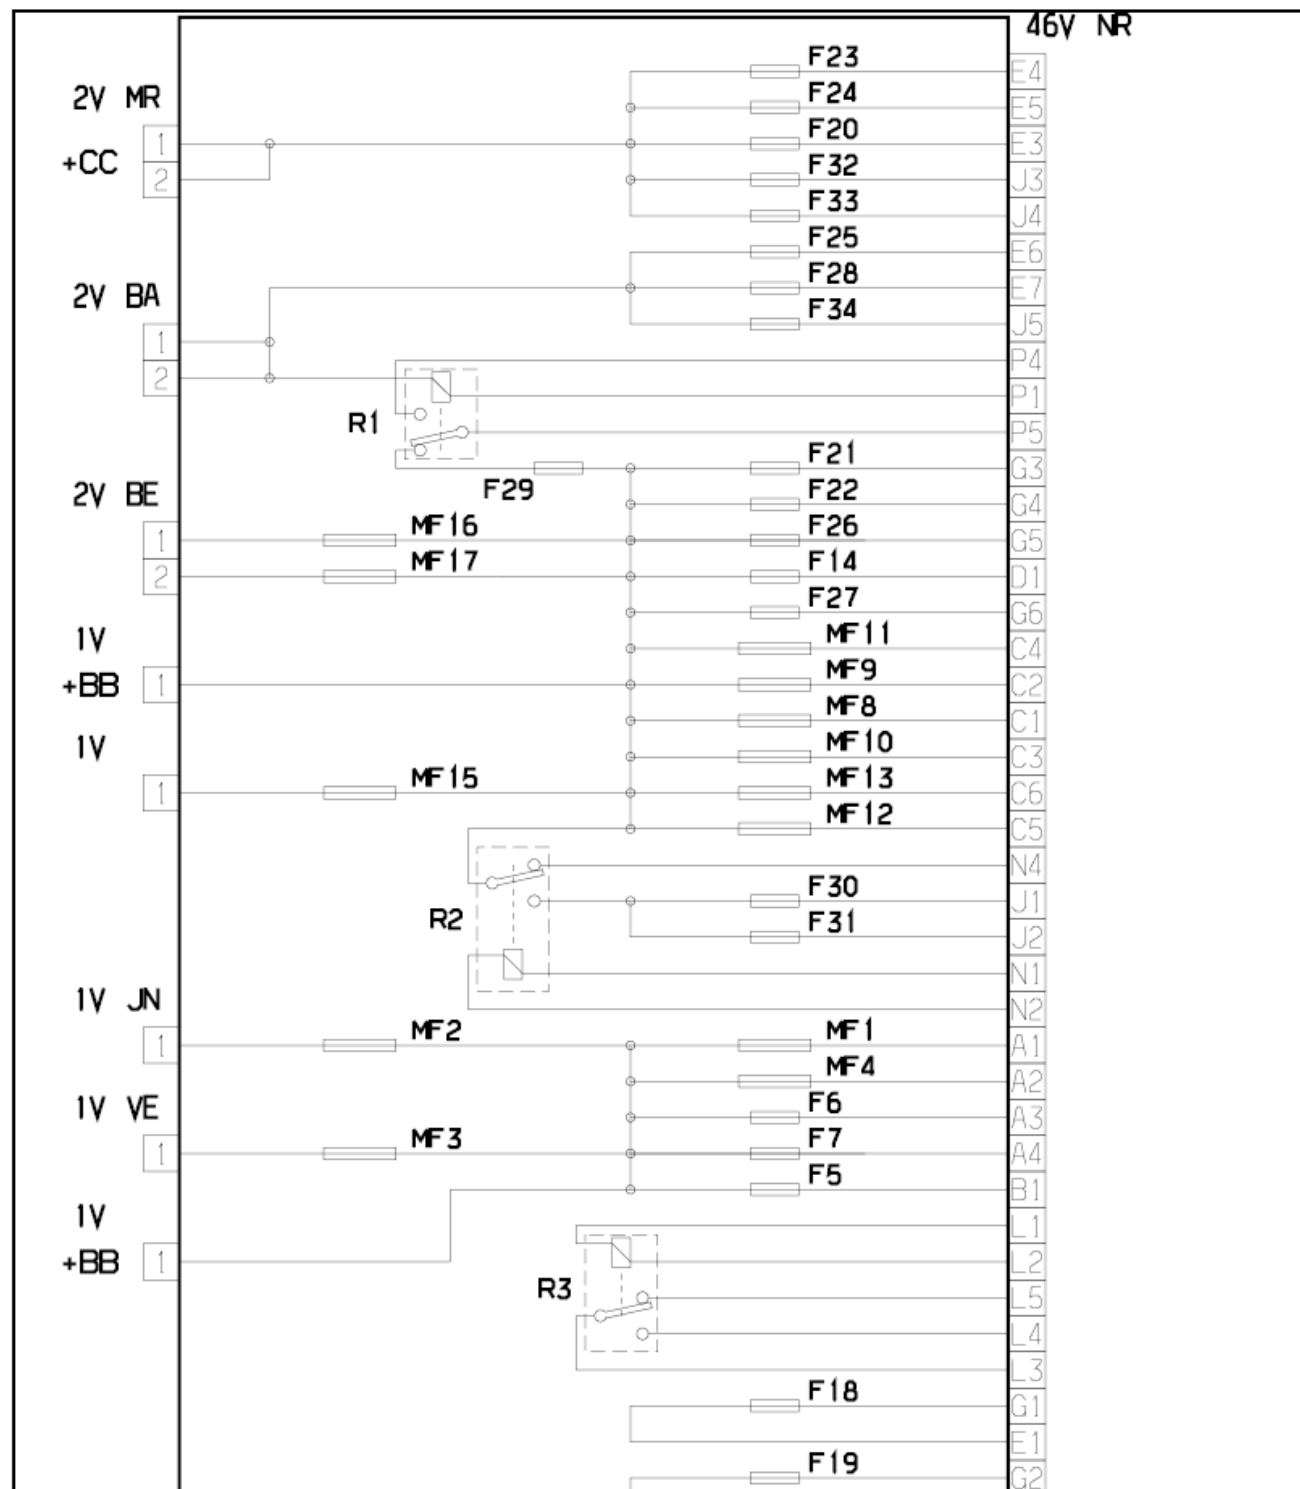 46V NR
F23
E4
2V MR
F24
E5
1
F20
E3
+CC
2
F32
J3
F33
J4
F25
E6
2V BA
F28
E7
1
F34
J5
2
P4
P1
R1
P5
F21
G3
2V BE
F29
F22
G4
1
MF16
F26
G5
2
MF17
F14
D1
F27
G6
1V
MF11
C4
+BB
1
MF9
C2
MF8
C1
1V
MF10
C3
1
MF15
MF13
C6
MF12
C5
N4
R2
F30
J1
F31
J2
N1
1V JN
N2
1
MF2
MF1
A1
MF4
A2
1V VE
F6
A3
1
MF3
F7
A4
F5
B1
1V
L1
+BB
1
L2
R3
L5
L4
L3
F18
G1
E1
F19
G2